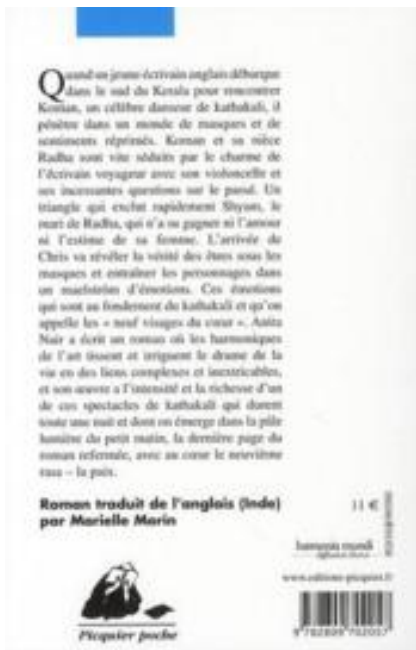 Quand un jeune écrivain anglais débarque
dans le sud du Kerala pour rencontrer
Koman, un célèbre danseur de kathakali, il
pénètre dans un monde de masques et de
sentiments réprimés. Koman et sa nièce
Radha sont vite séduits par le charme de
l'écrivain voyageur avec son violoncelle et
ses incessantes questions sur le passé. Un
triangle qui exclut rapidement Shyam, le
mari de Radha, qui n'a su gagner ni l'amour
ni l'estime de sa femme. L'arrivée de
Chris va révéler la vérité des êtres sous les
masques et entraîner les personnages dans
un maelström d'émotions. Ces émotions
qui sont au fondement du kathakali et qu'on
appelle les « neuf visages du cœur ». Anita
Nair a écrit un roman où les harmoniques
de l'art tissent et irriguent le drame de la
vie en des liens complexes et inextricables,
et son œuvre a l'intensité et la richesse d'un
de ces spectacles de kathakali qui durent
toute une nuit et dont on émerge dans la pâle
lumière du petit matin, la dernière page du
roman refermée, avec au cœur le neuvième
rasa – la paix.
Roman traduit de l'anglais (Inde)
par Marielle Morin
11 €
harmonia mundi
diffusion livres
www.editions-picquier.fr
Picquier poche
9 782809 702057